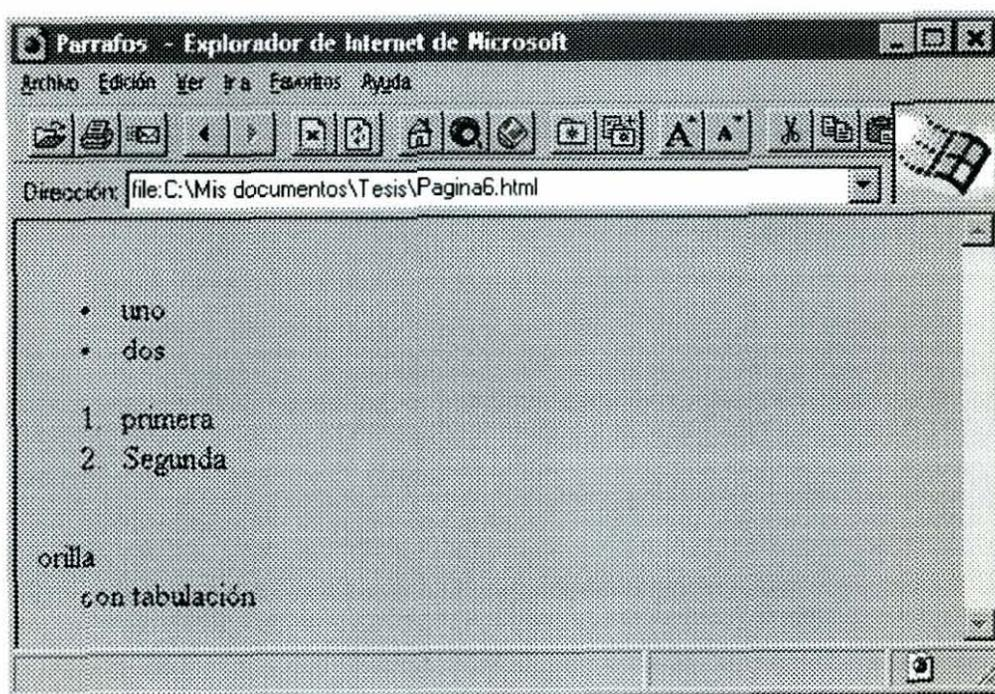 Parrafos - Explorador de Internet de Microsoft
Archivo Edición Ver Ir a Favoritos Ayuda
A A
Dirección: file:C:\Mis documentos\Tesis\Pagina6.html
• uno
• dos
1. primera
2. Segunda
orilla
con tabulación